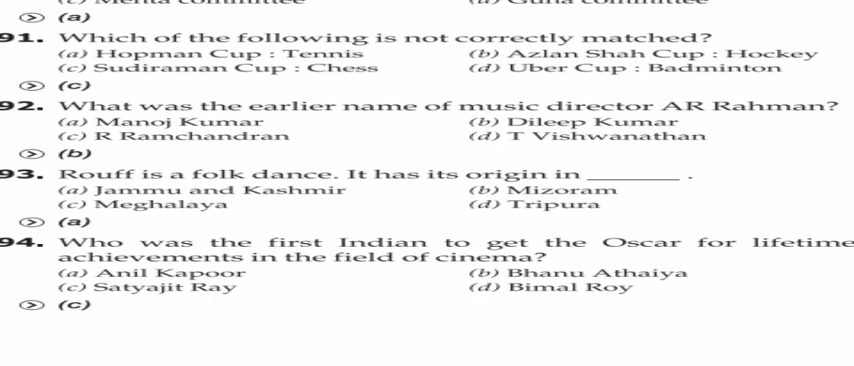 (c) Mehta committee (d) Guha committee
(a)
91. Which of the following is not correctly matched?
(a) Hopman Cup : Tennis (b) Azlan Shah Cup : Hockey
(c) Sudiraman Cup : Chess (d) Uber Cup : Badminton
(c)
92. What was the earlier name of music director AR Rahman?
(a) Manoj Kumar (b) Dileep Kumar
(c) R Ramchandran (d) T Vishwanathan
(b)
93. Rouff is a folk dance. It has its origin in ________ .
(a) Jammu and Kashmir (b) Mizoram
(c) Meghalaya (d) Tripura
(a)
94. Who was the first Indian to get the Oscar for lifetime
achievements in the field of cinema?
(a) Anil Kapoor (b) Bhanu Athaiya
(c) Satyajit Ray (d) Bimal Roy
(c)